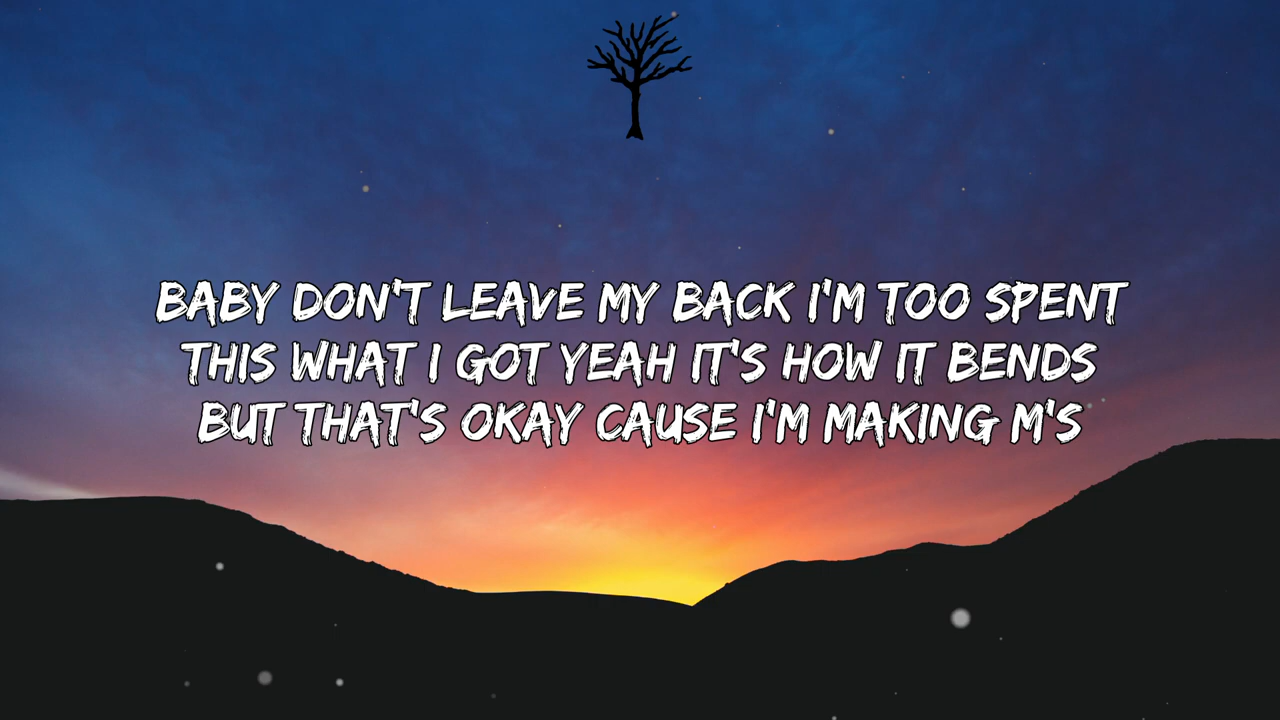 BABY DON'T LEAVE MY BACK I'M TOO SPENT
THIS WHAT I GOT YEAH IT'S HOW IT BENDS
BUT THAT'S OKAY CAUSE I'M MAKING M'S